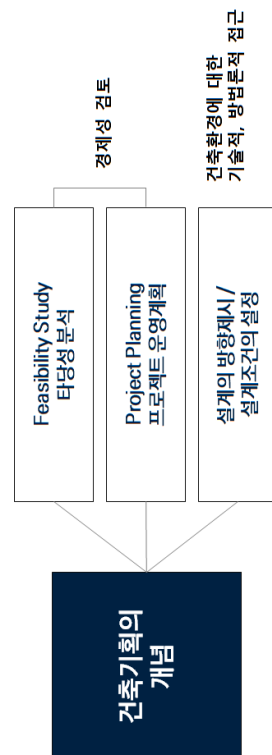 건축기획의
개념
Feasibility Study
타당성 분석
Project Planning
프로젝트 운영계획
설계의 방향제시/
설계조건의 설정
경제성 검토
건축환경에 대한
기술적, 방법론적 접근